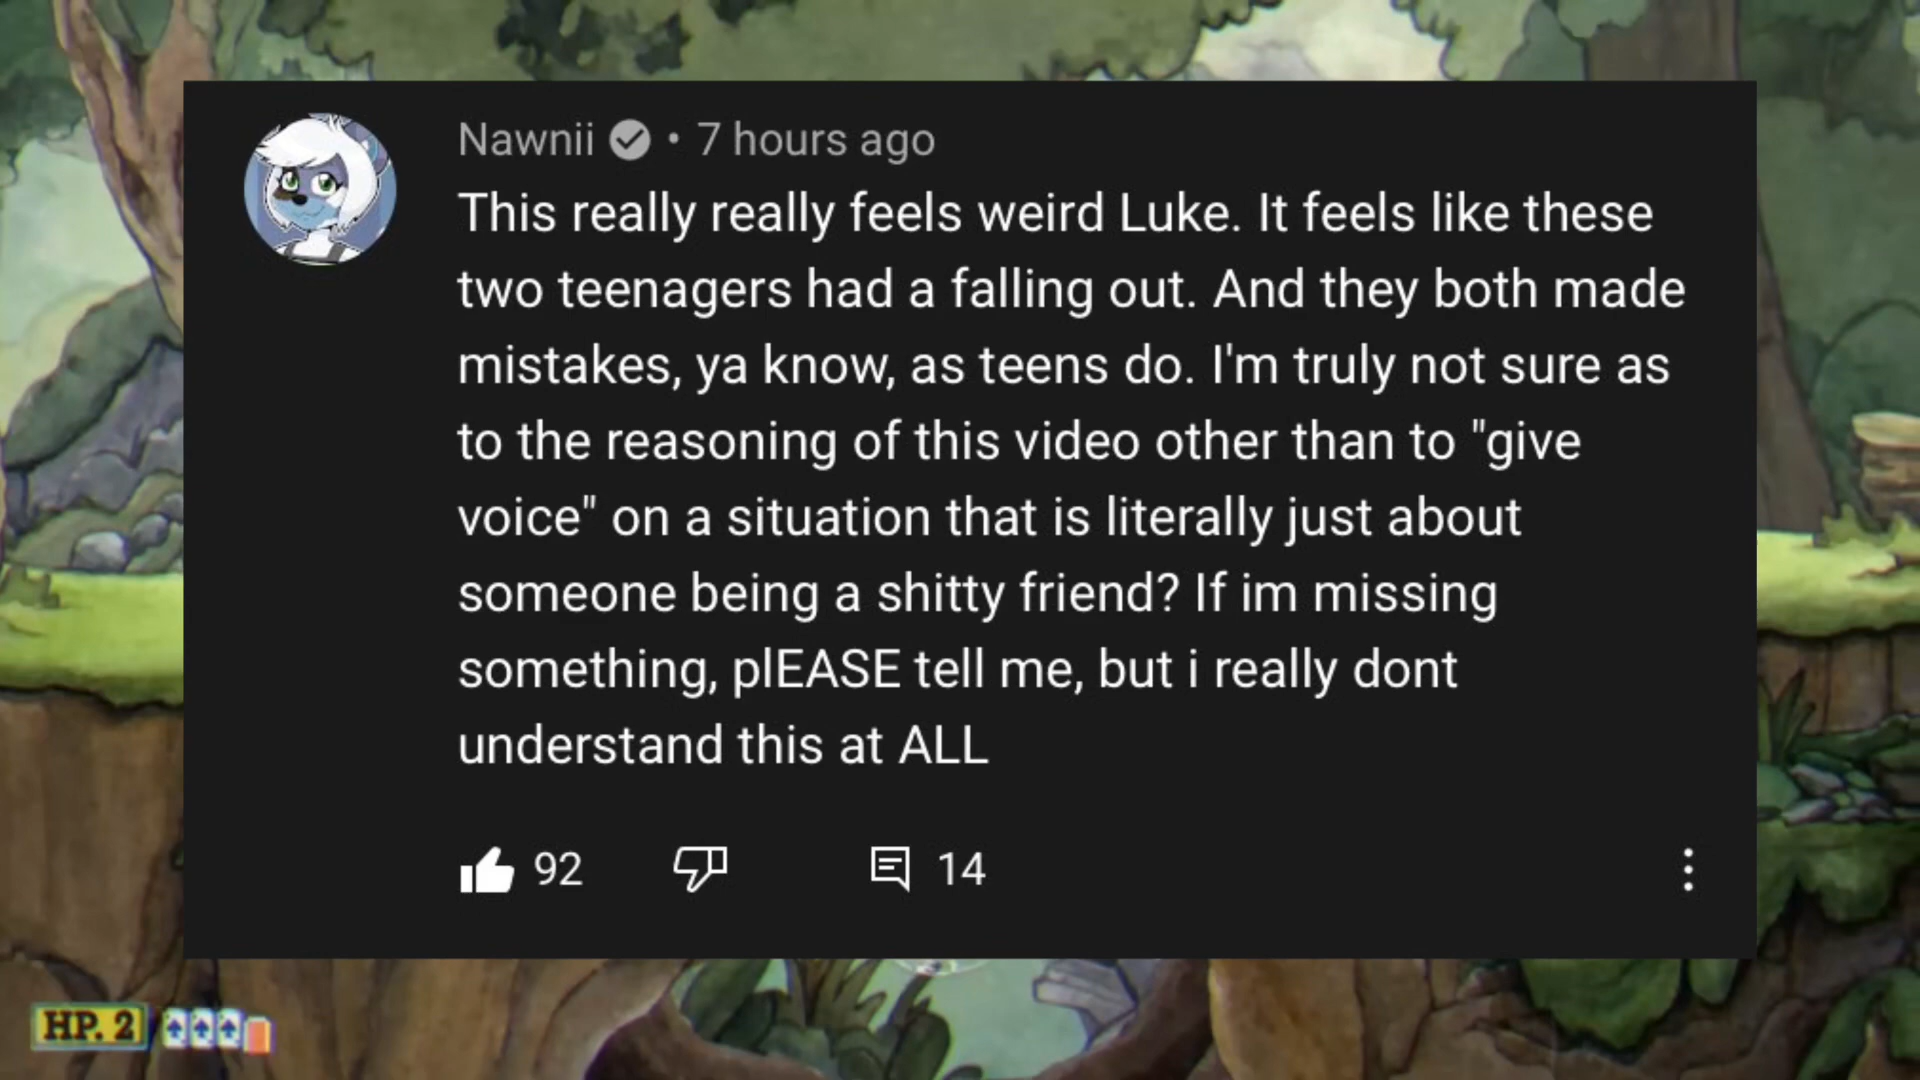 Nawnii • 7 hours ago
This really really feels weird Luke. It feels like these
two teenagers had a falling out. And they both made
mistakes, ya know, as teens do. I'm truly not sure as
to the reasoning of this video other than to "give
voice" on a situation that is literally just about
someone being a shitty friend? If im missing
something, plEASE tell me, but i really dont
understand this at ALL
92 14
HP. 2